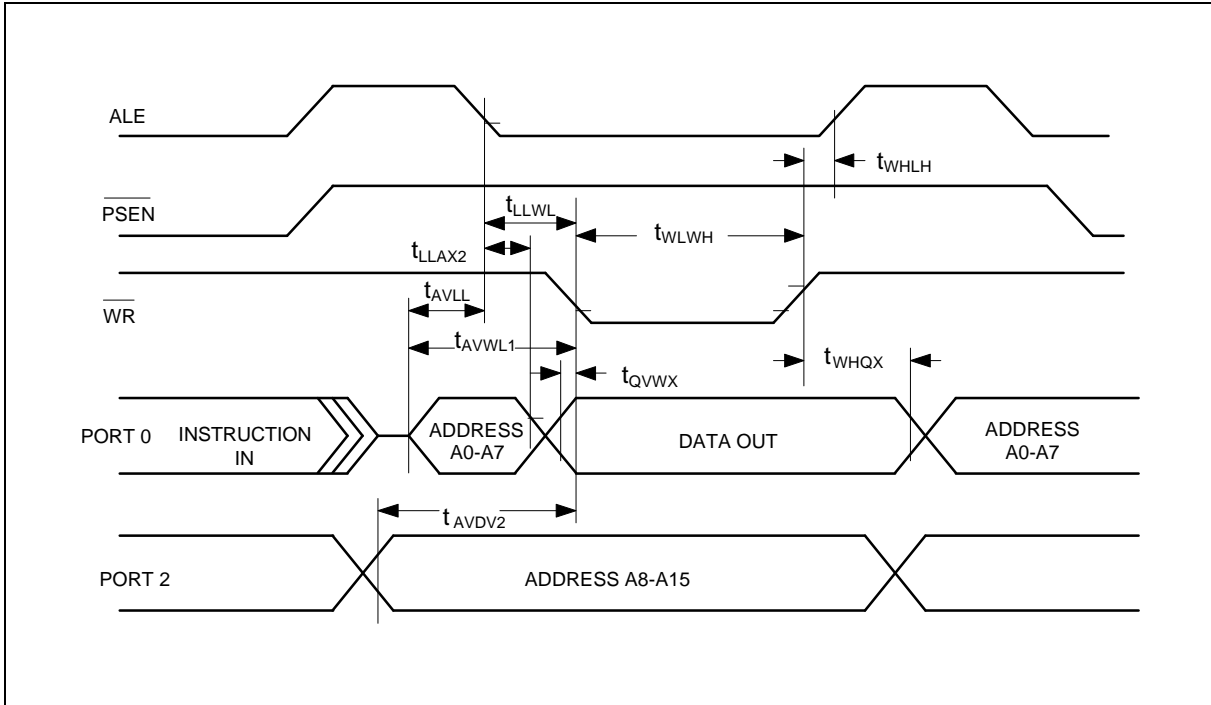 ALE
tWHLH
PSEN
tLLWL
tWLWH
tLLAX2
tAVLL
WR
tAVWL1
tWHQX
tQVWX
PORT 0
INSTRUCTION
IN
ADDRESS
A0-A7
DATA OUT
ADDRESS
A0-A7
tAVDV2
PORT 2
ADDRESS A8-A15